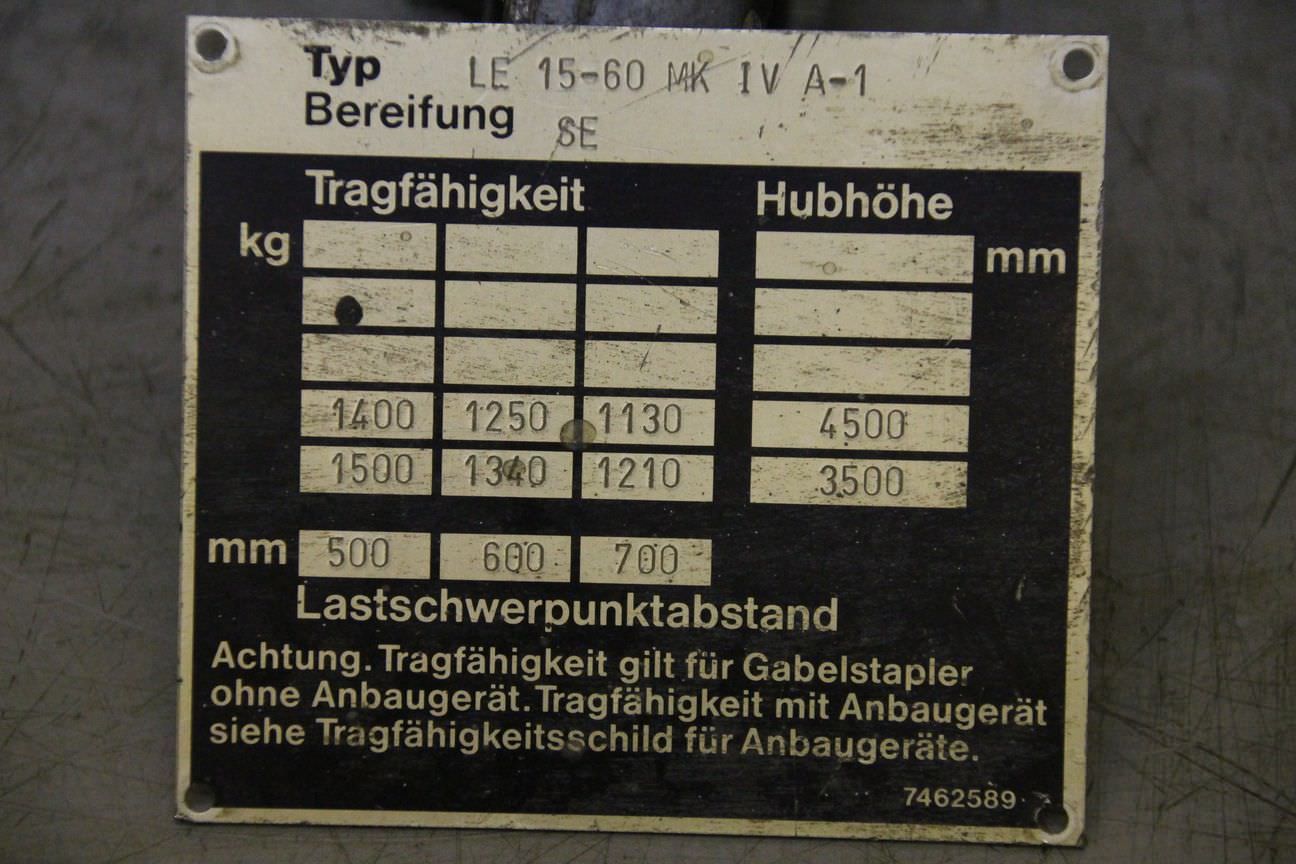 Typ LE 15-60 MK IV A-1
Bereifung SE
Tragfähigkeit Hubhöhe
kg mm
1400 1250 1130 4500
1500 1340 1210 3500
mm 500 600 700
Lastschwerpunktabstand
Achtung. Tragfähigkeit gilt für Gabelstapler
ohne Anbaugerät. Tragfähigkeit mit Anbaugerät
siehe Tragfähigkeitsschild für Anbaugeräte.
7462589